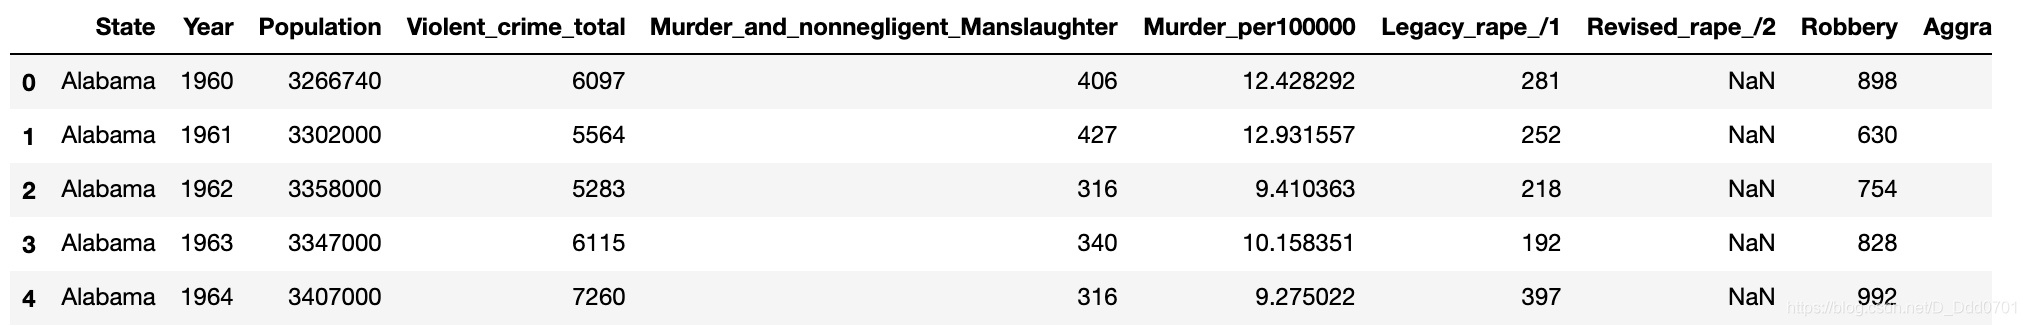 State Year Population Violent_crime_total Murder_and_nonnegligent_Manslaughter Murder_per100000 Legacy_rape_/1 Revised_rape_/2 Robbery Aggra
0 Alabama 1960 3266740 6097 406 12.428292 281 NaN 898
1 Alabama 1961 3302000 5564 427 12.931557 252 NaN 630
2 Alabama 1962 3358000 5283 316 9.410363 218 NaN 754
3 Alabama 1963 3347000 6115 340 10.158351 192 NaN 828
4 Alabama 1964 3407000 7260 316 9.275022 397 NaN 992
https://blog.csdn.net/D_Ddd0701